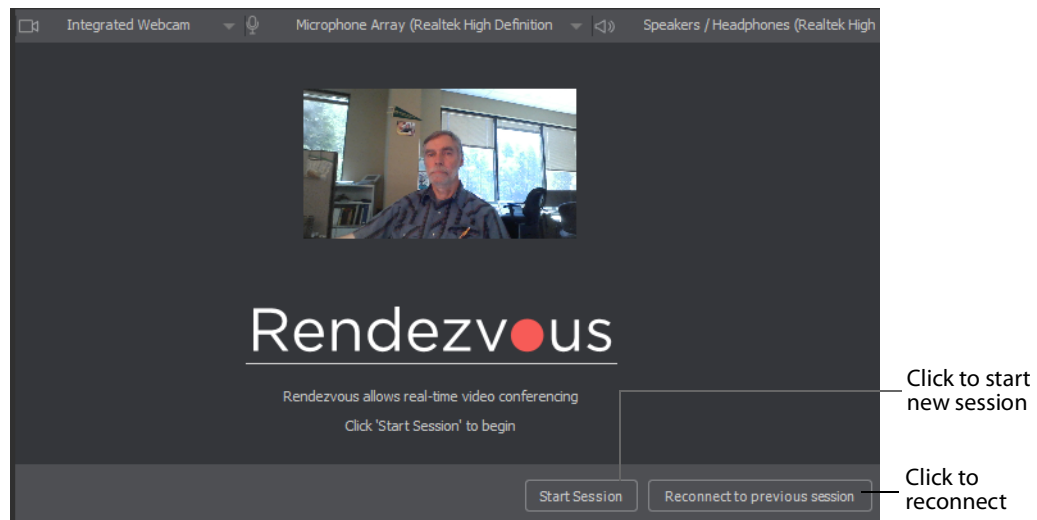 Integrated Webcam
Microphone Array (Realtek High Definition
Speakers / Headphones (Realtek High
Rendezvous
Rendezvous allows real-time video conferencing
Click 'Start Session' to begin
Click to start
new session
Start Session
Reconnect to previous session
Click to
reconnect